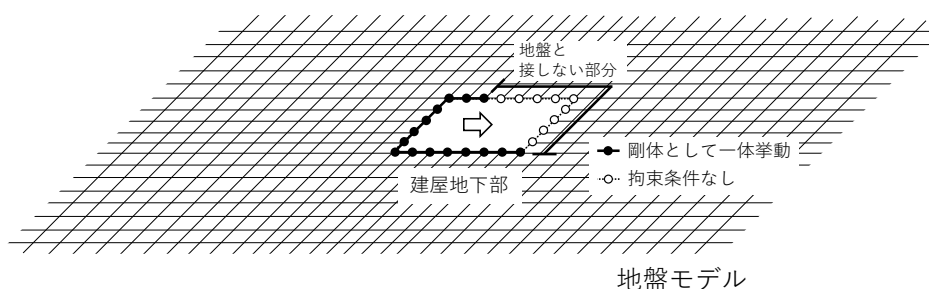 地盤と
接しない部分
剛体として一体挙動
拘束条件なし
建屋地下部
地盤モデル